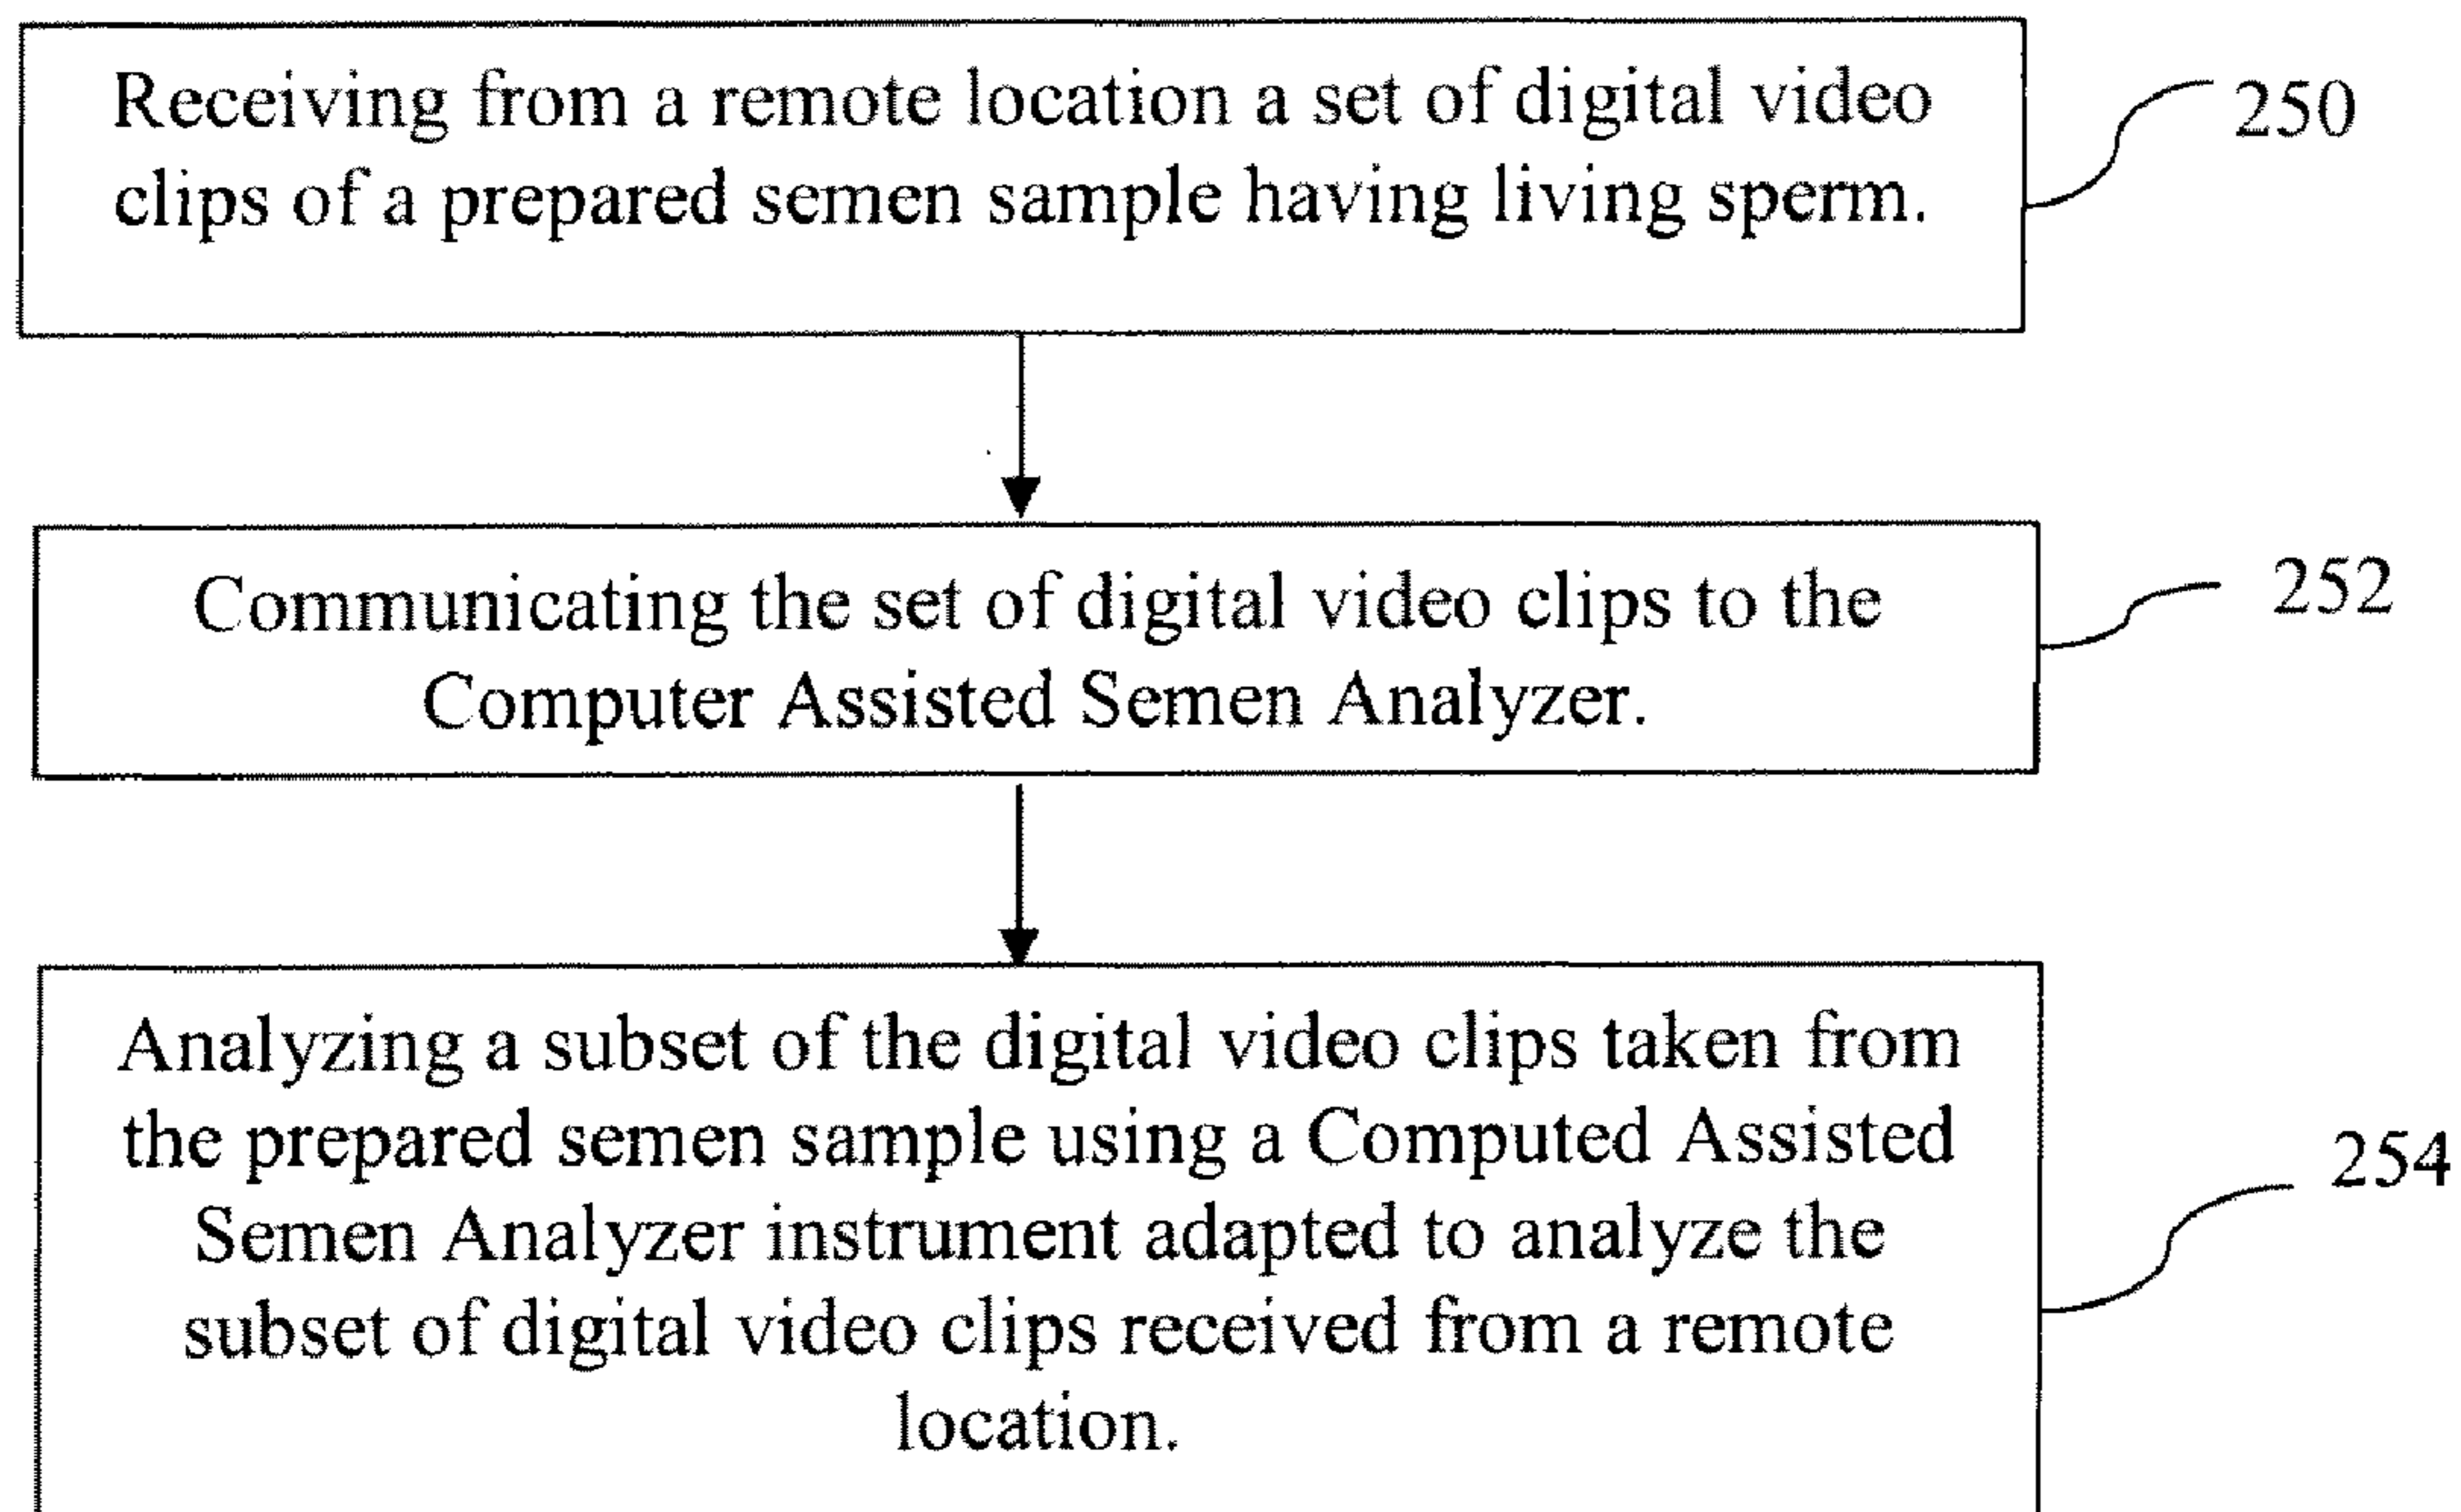 Receiving from a remote location a set of digital video
clips of a prepared semen sample having living sperm.
250
Communicating the set of digital video clips to the
Computer Assisted Semen Analyzer.
252
Analyzing a subset of the digital video clips taken from
the prepared semen sample using a Computed Assisted
Semen Analyzer instrument adapted to analyze the
subset of digital video clips received from a remote
location.
254